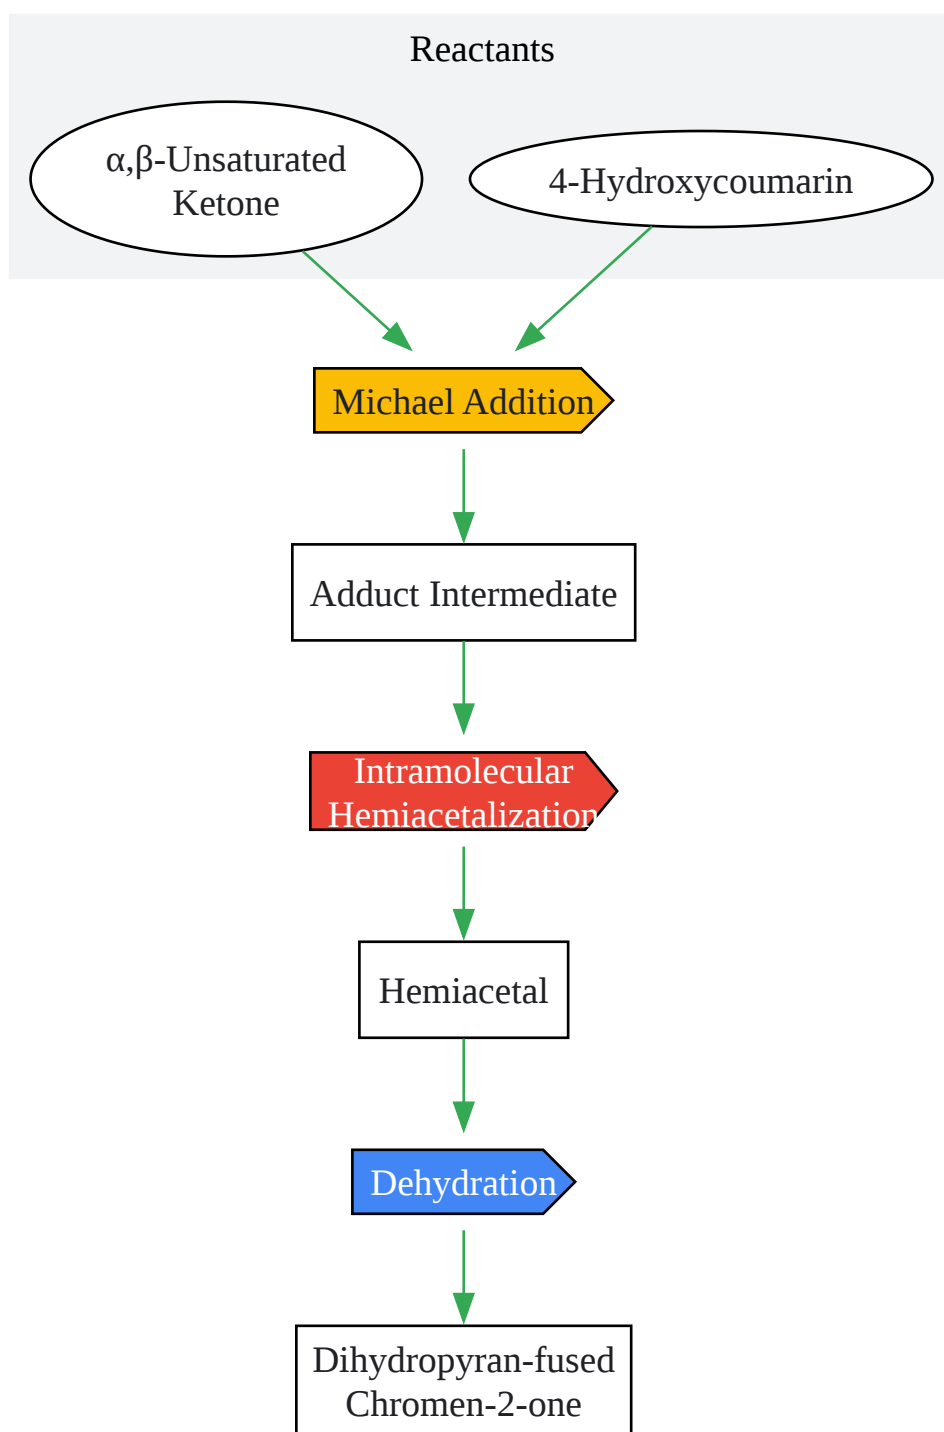 Reactants
α,β-Unsaturated
Ketone
4-Hydroxycoumarin
Michael Addition
Adduct Intermediate
Intramolecular
Hemiacetalization
Hemiacetal
Dehydration
Dihydropyran-fused
Chromen-2-one